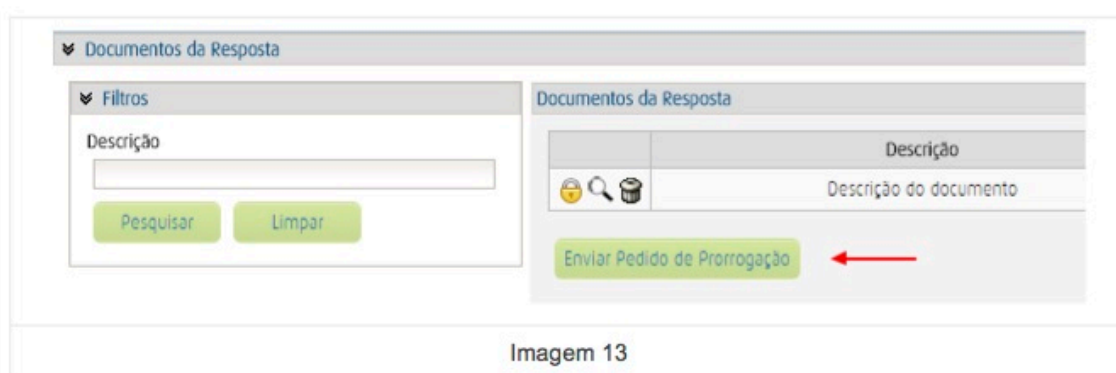 Documentos da Resposta
Filtros
Descrição
Pesquisar Limpar
Documentos da Resposta
Descrição
Descrição do documento
Enviar Pedido de Prorrogação
Imagem 13